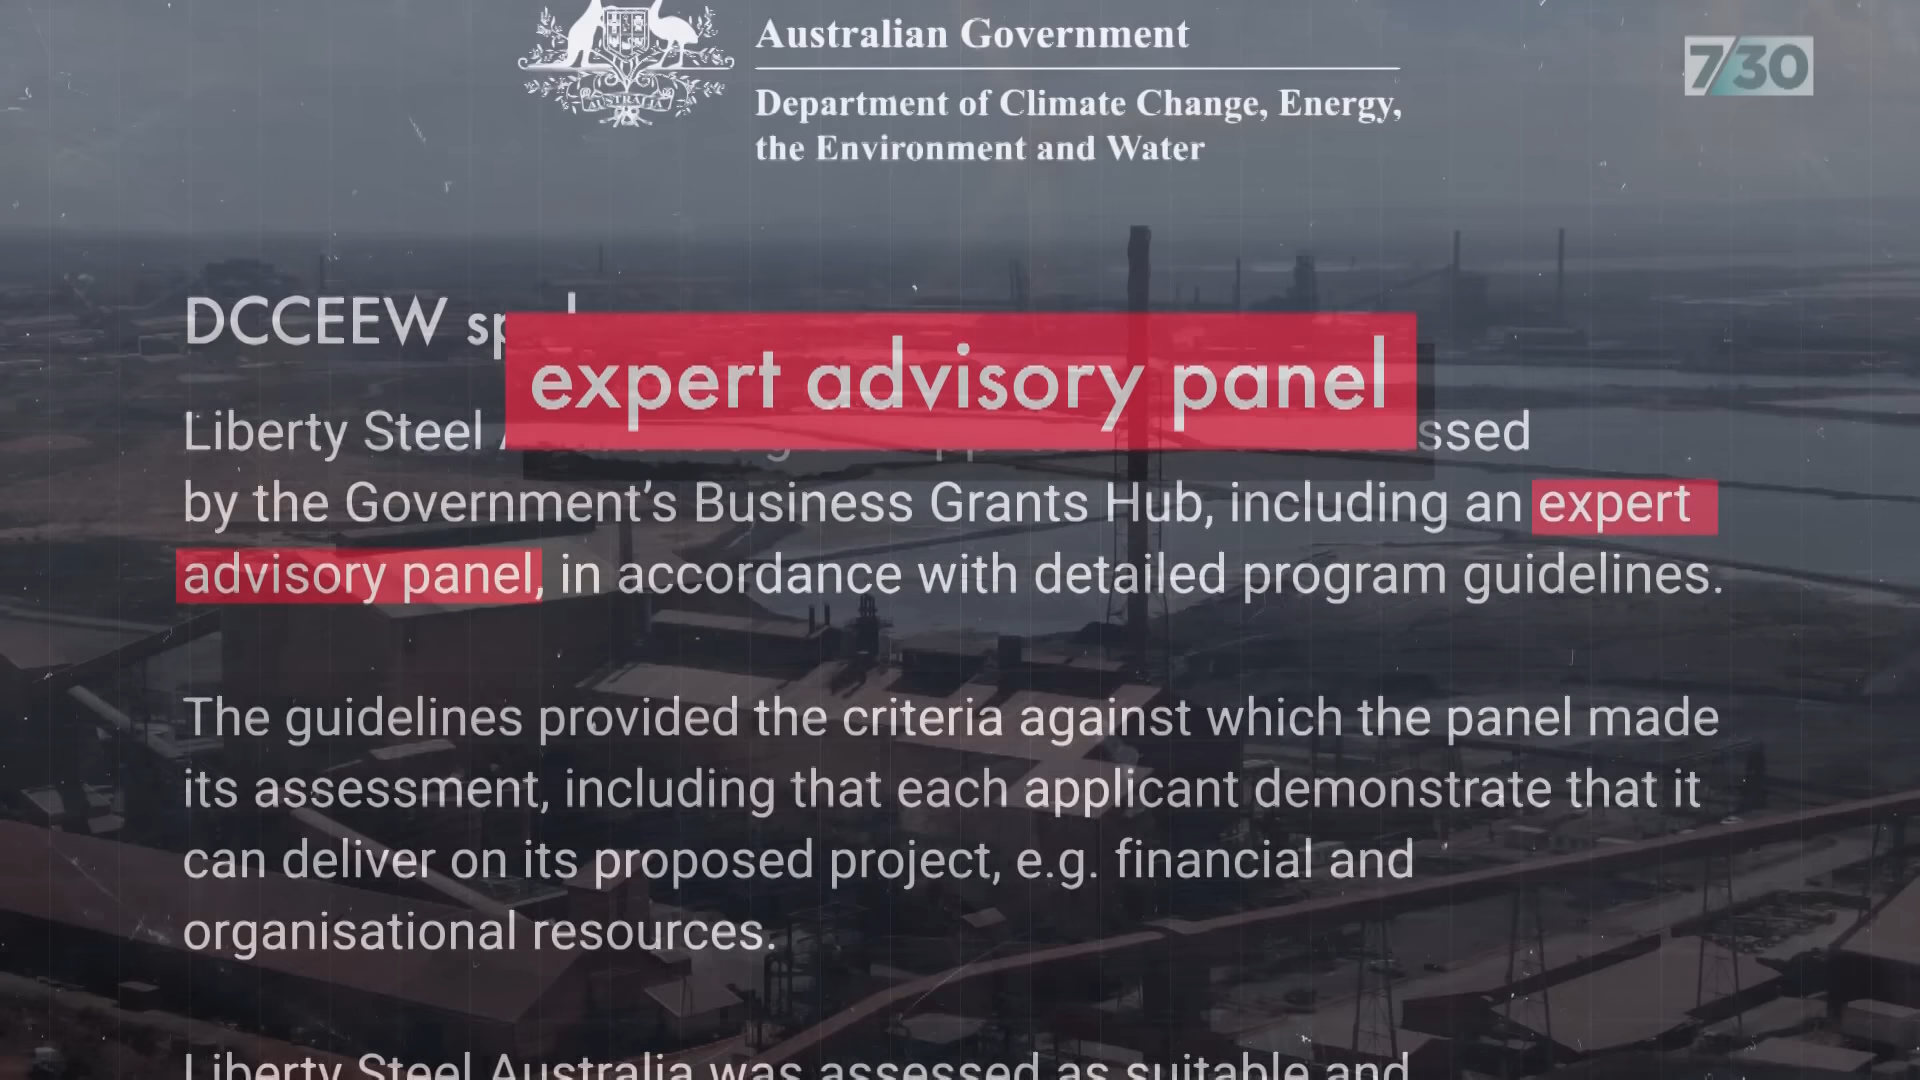 Australian Government
Department of Climate Change, Energy,
the Environment and Water
7/30
AUSTRALIA
DCCEEW
expert advisory panel
Liberty Steel
by the Government's Business Grants Hub, including an expert
advisory panel, in accordance with detailed program guidelines.
The guidelines provided the criteria against which the panel made
its assessment, including that each applicant demonstrate that it
can deliver on its proposed project, e.g. financial and
organisational resources.
Liberty Steel Australia was assessed as suitable and